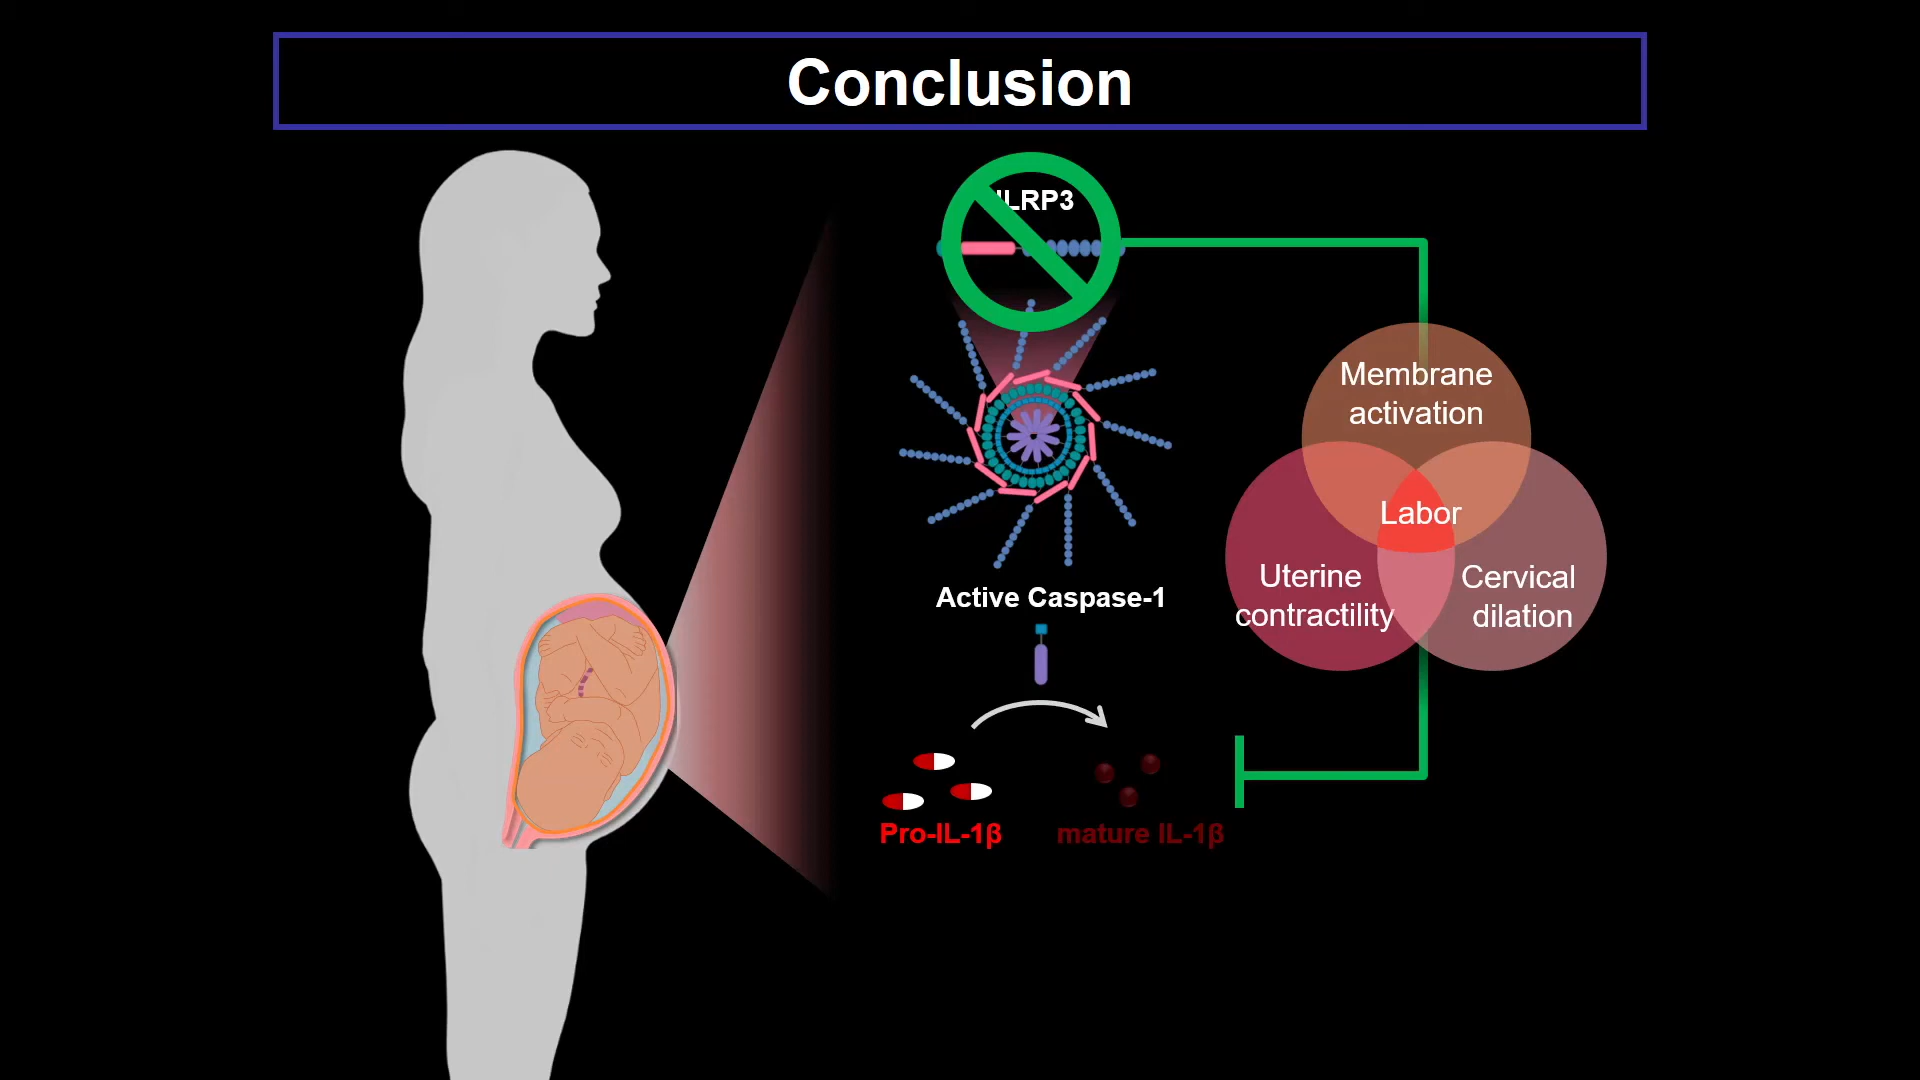 Conclusion
LRP3
Membrane
activation
Labor
Uterine
contractility
Cervical
dilation
Active Caspase-1
Pro-IL-1β
mature IL-1β